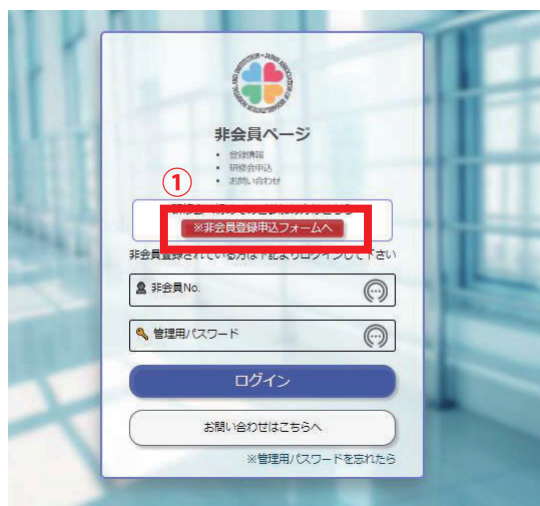 非会員ページ
• 登録情報
• 研修会申込
• お問い合わせ
①
※非会員登録申込フォームへ
非会員登録されている方は下記よりログインして下さい
非会員No.
管理用パスワード
ログイン
お問い合わせはこちらへ
※管理用パスワードを忘れたら